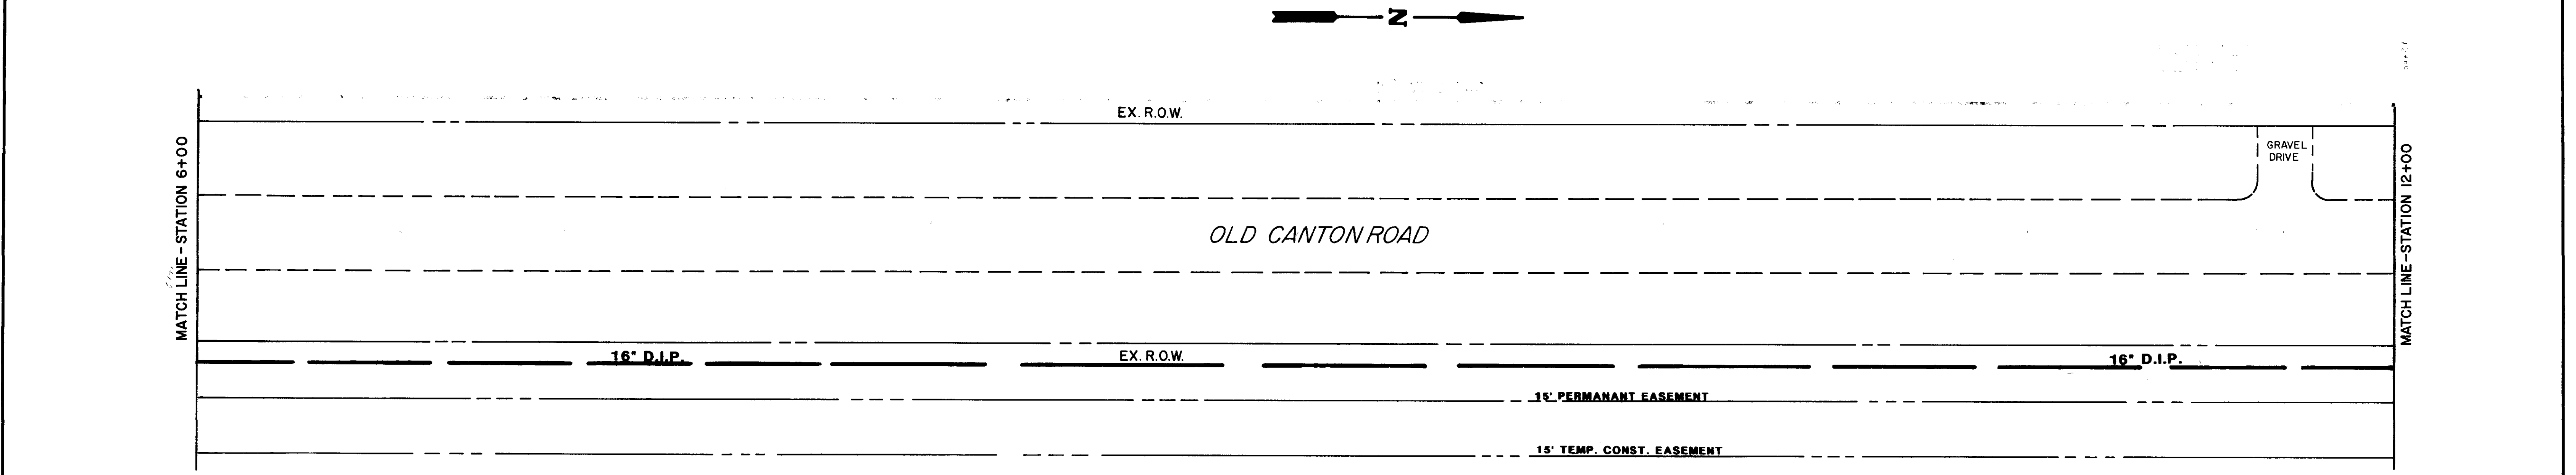 N
EX. R.O.W.
GRAVEL
DRIVE
MATCH LINE - STATION 6+00
MATCH LINE - STATION 12+00
OLD CANTON ROAD
16" D.I.P.
EX. R.O.W.
16" D.I.P.
15' PERMANANT EASEMENT
15' TEMP. CONST. EASEMENT